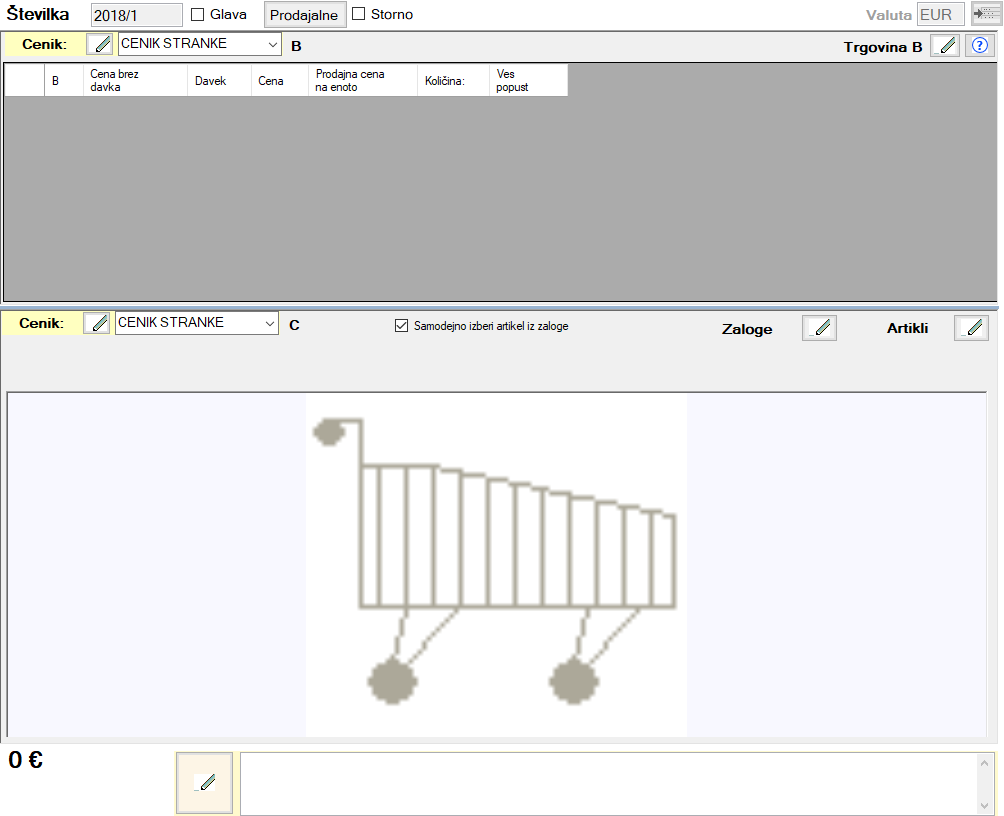 Številka 2018/1 Glava Prodajalne Storno Valuta EUR
Cenik: CENIK STRANKE B Trgovina B ?
B Cena brez davka Davek Cena Prodajna cena na enoto Količina: Ves popust
Cenik: CENIK STRANKE C Samodejno izberi artikel iz zaloge Zaloge Artikli
0 €